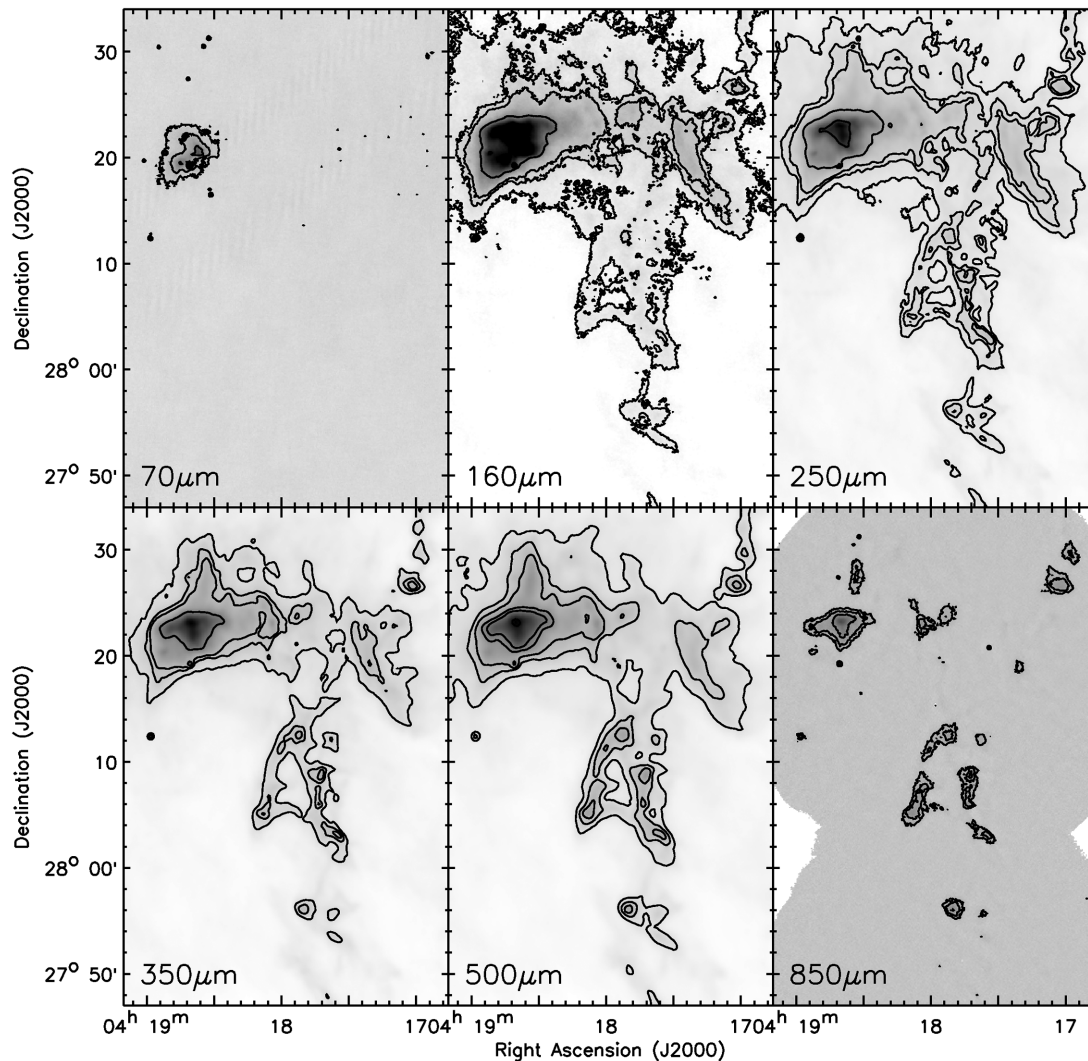 30
20
10
28° 00'
27° 50'
Declination (J2000)
70μm
160μm
250μm
30
20
10
28° 00'
27° 50'
Declination (J2000)
350μm
500μm
850μm
04ʰ 19ᵐ 18 1704ʰ 19ᵐ 18 1704ʰ 19ᵐ 18 17
Right Ascension (J2000)